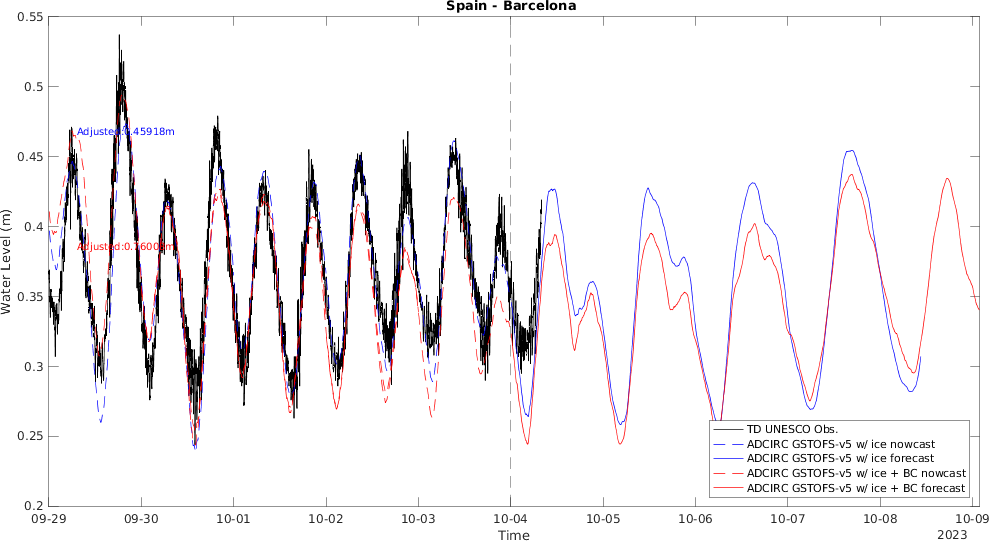 Spain - Barcelona
0.55
0.5
0.45
0.4
0.35
0.3
0.25
0.2
Water Level (m)
Adjusted:0.45918m
TD UNESCO Obs.
ADCIRC GSTOFS-v5 w/ ice nowcast
ADCIRC GSTOFS-v5 w/ ice forecast
ADCIRC GSTOFS-v5 w/ ice + BC nowcast
ADCIRC GSTOFS-v5 w/ ice + BC forecast
09-29 09-30 10-01 10-02 10-03 10-04 10-05 10-06 10-07 10-08 10-09
Time
2023